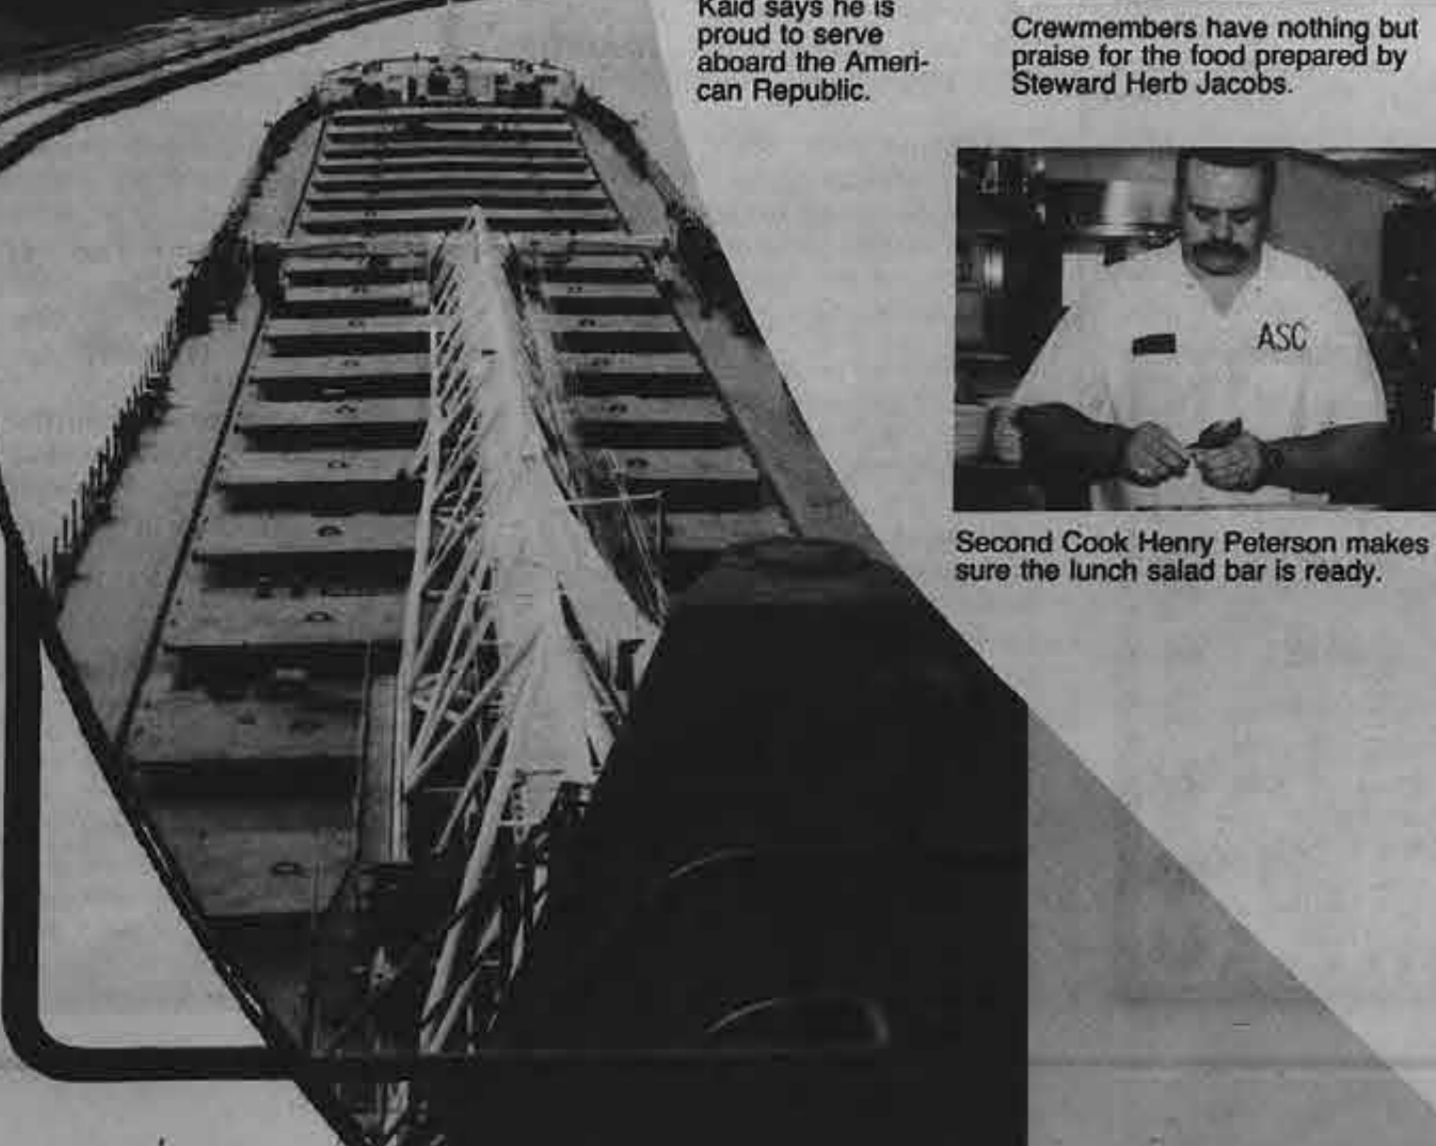 Kaid says he is
proud to serve
aboard the Ameri-
can Republic.
Crewmembers have nothing but
praise for the food prepared by
Steward Herb Jacobs.
ASC
Second Cook Henry Peterson makes
sure the lunch salad bar is ready.